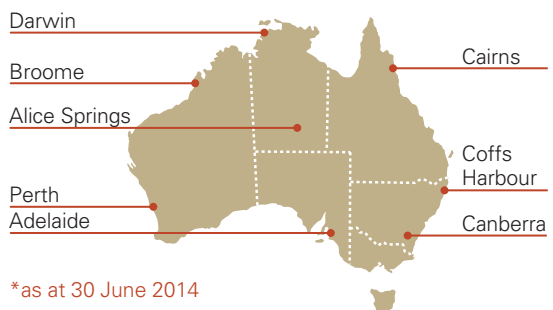 Darwin
Broome
Alice Springs
Perth
Adelaide
Cairns
Coffs
Harbour
Canberra
*as at 30 June 2014